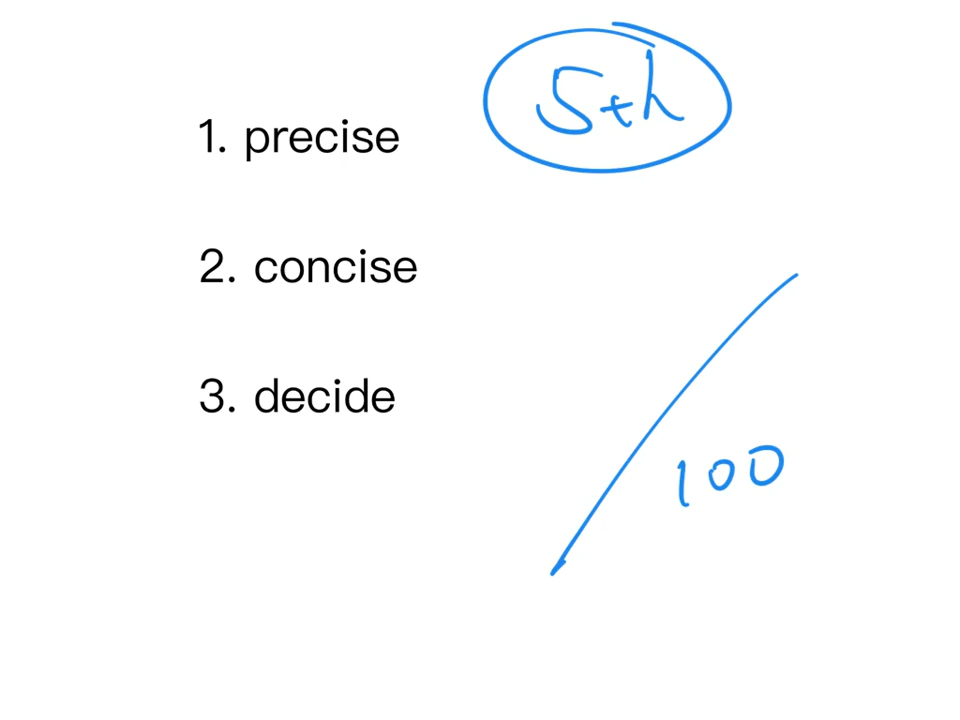 5th
1. precise
2. concise
3. decide
/100